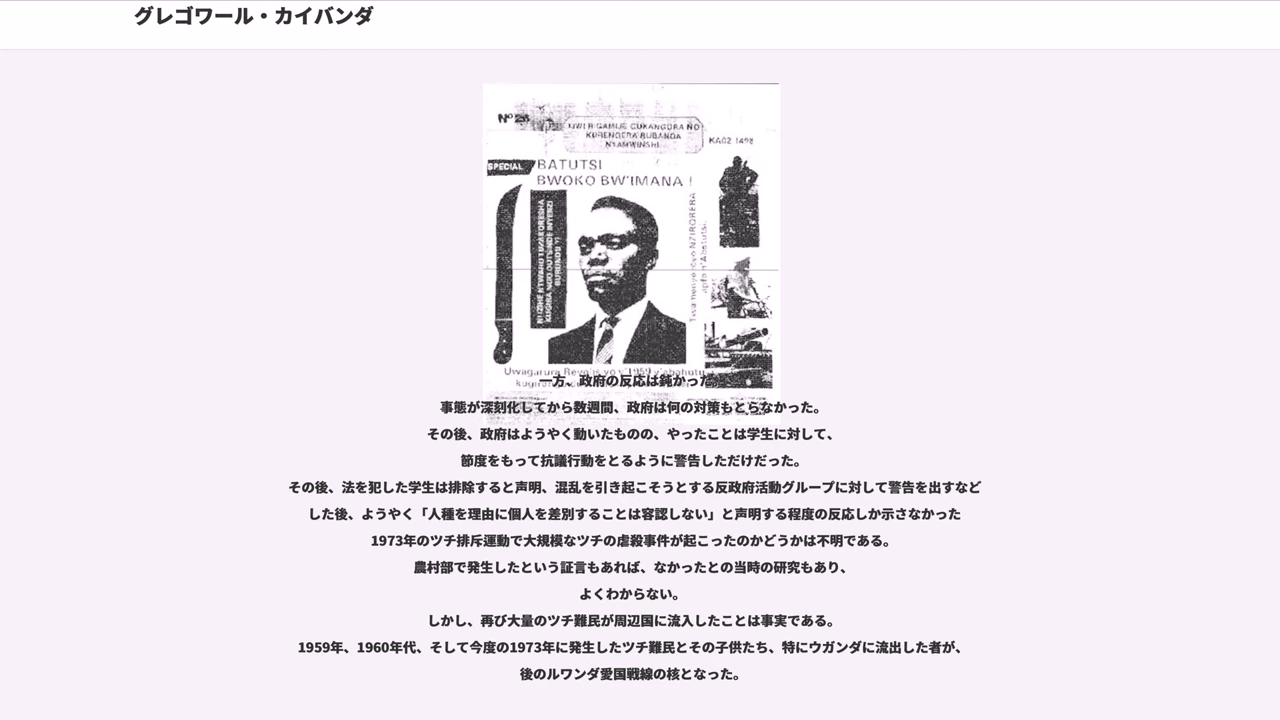 グレゴワール・カイバンダ
Nº 26
KURENGERA RUBANDA
NYAMWINSHI
SPECIAL
BATUTSI
BWOKO BW'IMANA !
一方、政府の反応は鈍かった。
事態が深刻化してから数週間、政府は何の対策もとらなかった。
その後、政府はようやく動いたものの、やったことは学生に対して、
節度をもって抗議行動をとるように警告しただけだった。
その後、法を犯した学生は排除すると声明、混乱を引き起こそうとする反政府活動グループに対して警告を出すなど
した後、ようやく「人種を理由に個人を差別することは容認しない」と声明する程度の反応しか示さなかった
1973年のツチ排斥運動で大規模なツチの虐殺事件が起こったのかどうかは不明である。
農村部で発生したという証言もあれば、なかったとの当時の研究もあり、
よくわからない。
しかし、再び大量のツチ難民が周辺国に流入したことは事実である。
1959年、1960年代、そして今度の1973年に発生したツチ難民とその子供たち、特にウガンダに流出した者が、
後のルワンダ愛国戦線の核となった。